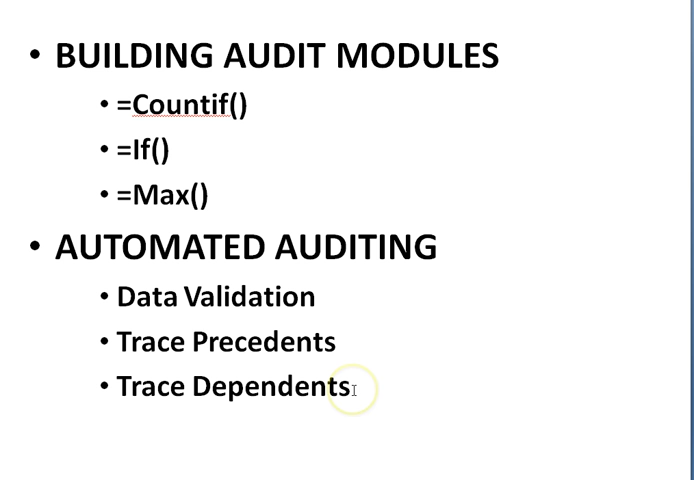 • BUILDING AUDIT MODULES
• =Countif()
• =If()
• =Max()
• AUTOMATED AUDITING
• Data Validation
• Trace Precedents
• Trace Dependents